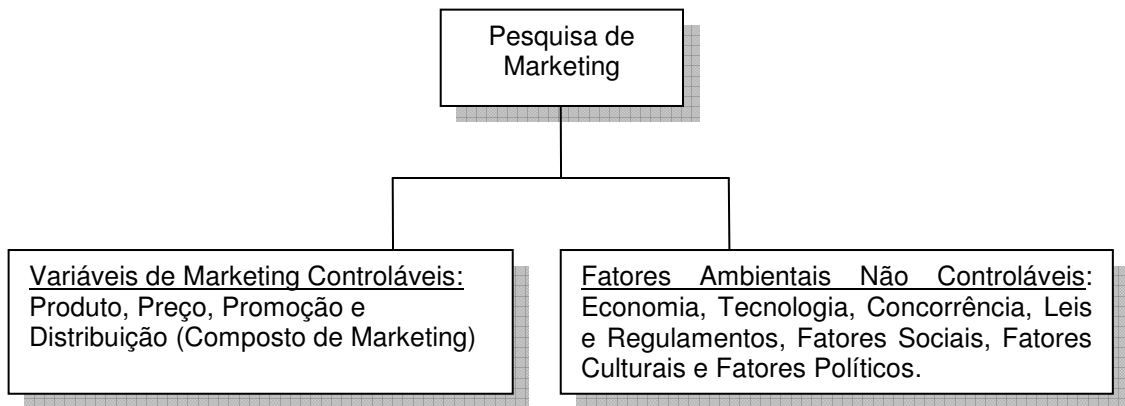 Pesquisa de
Marketing
Variáveis de Marketing Controláveis:
Produto, Preço, Promoção e
Distribuição (Composto de Marketing)
Fatores Ambientais Não Controláveis:
Economia, Tecnologia, Concorrência, Leis
e Regulamentos, Fatores Sociais, Fatores
Culturais e Fatores Políticos.